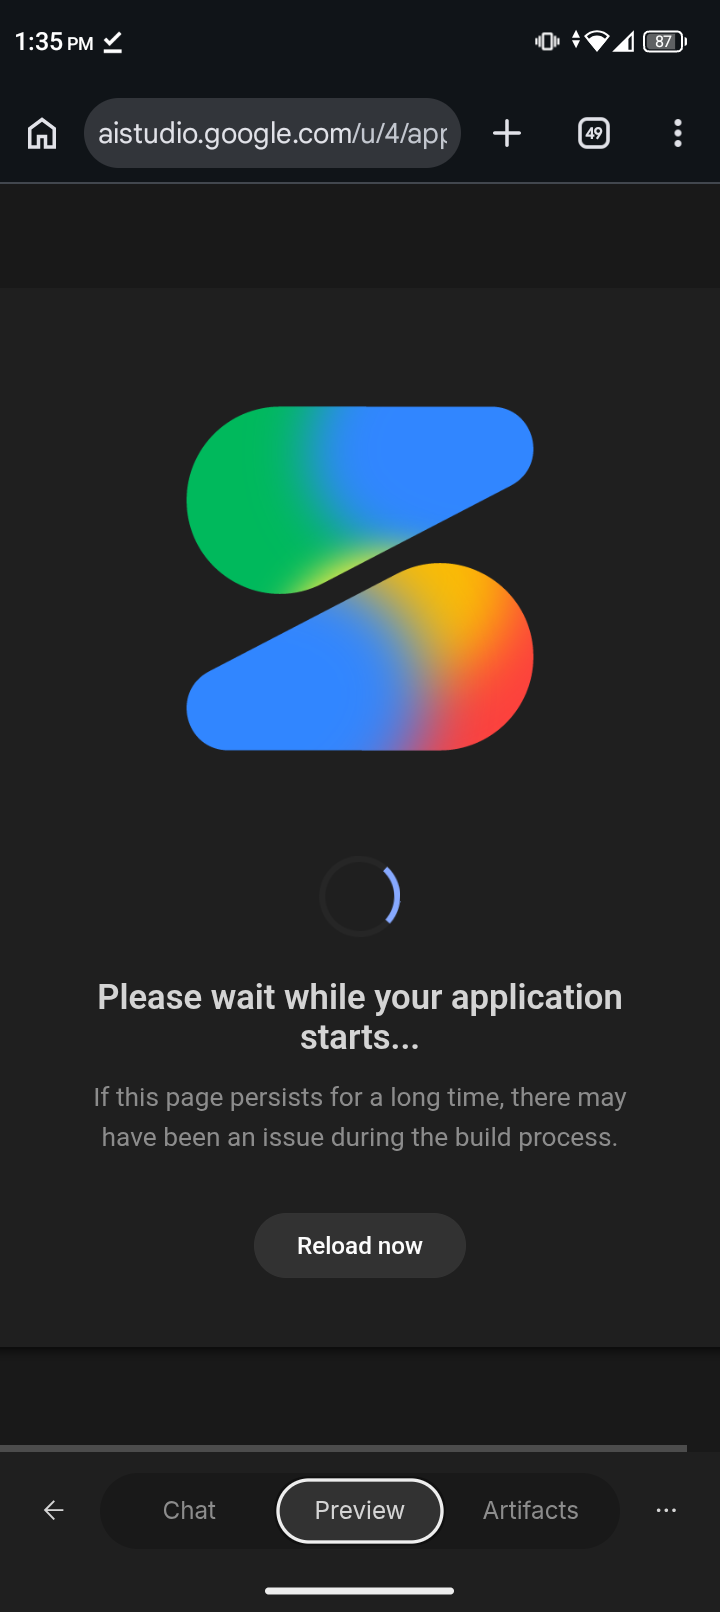 1:35 PM
87
aistudio.google.com/u/4/app
49
Please wait while your application
starts...
If this page persists for a long time, there may
have been an issue during the build process.
Reload now
Chat
Preview
Artifacts